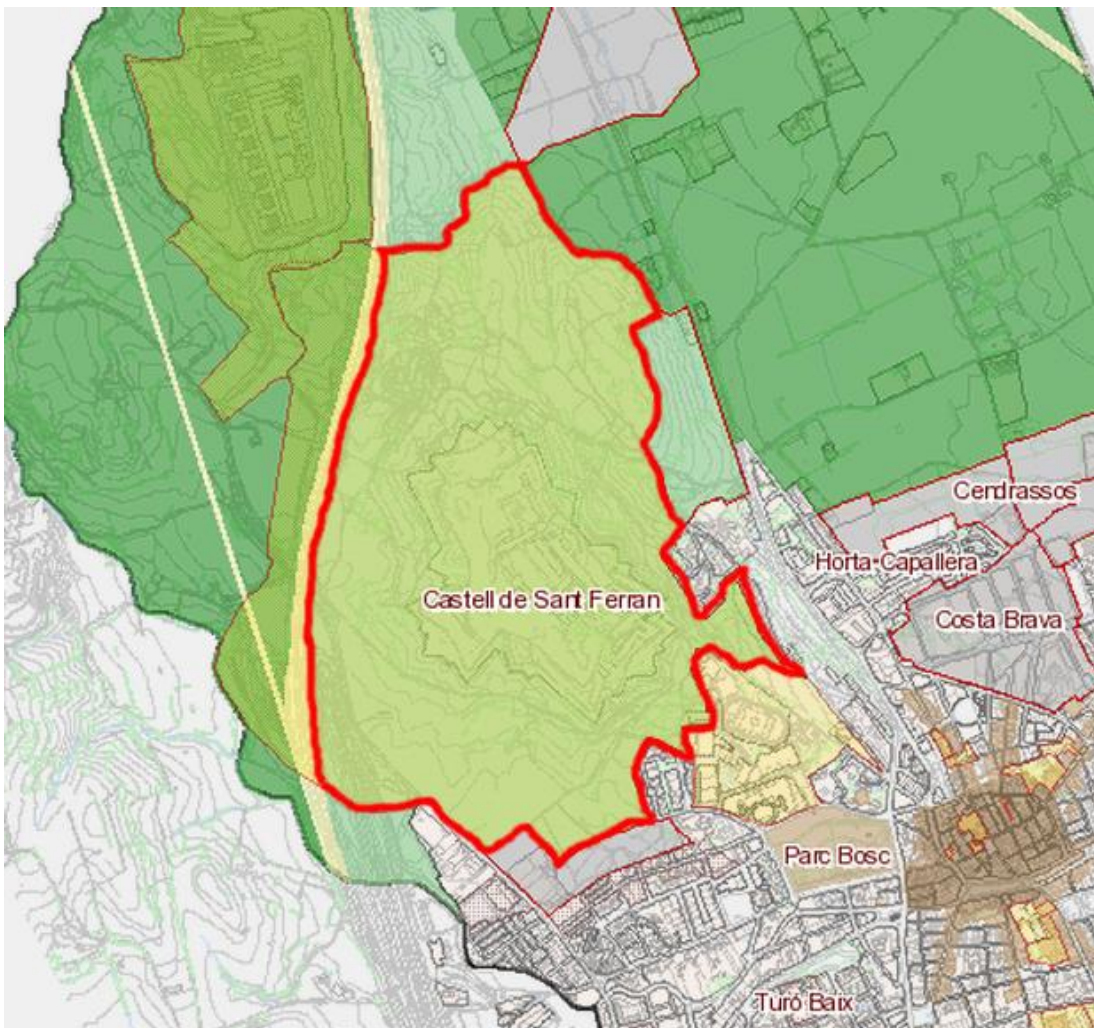 Cendrassos
Horta-Capallera
Castell de Sant Ferran
Costa Brava
Parc Bosc
Turó Baix